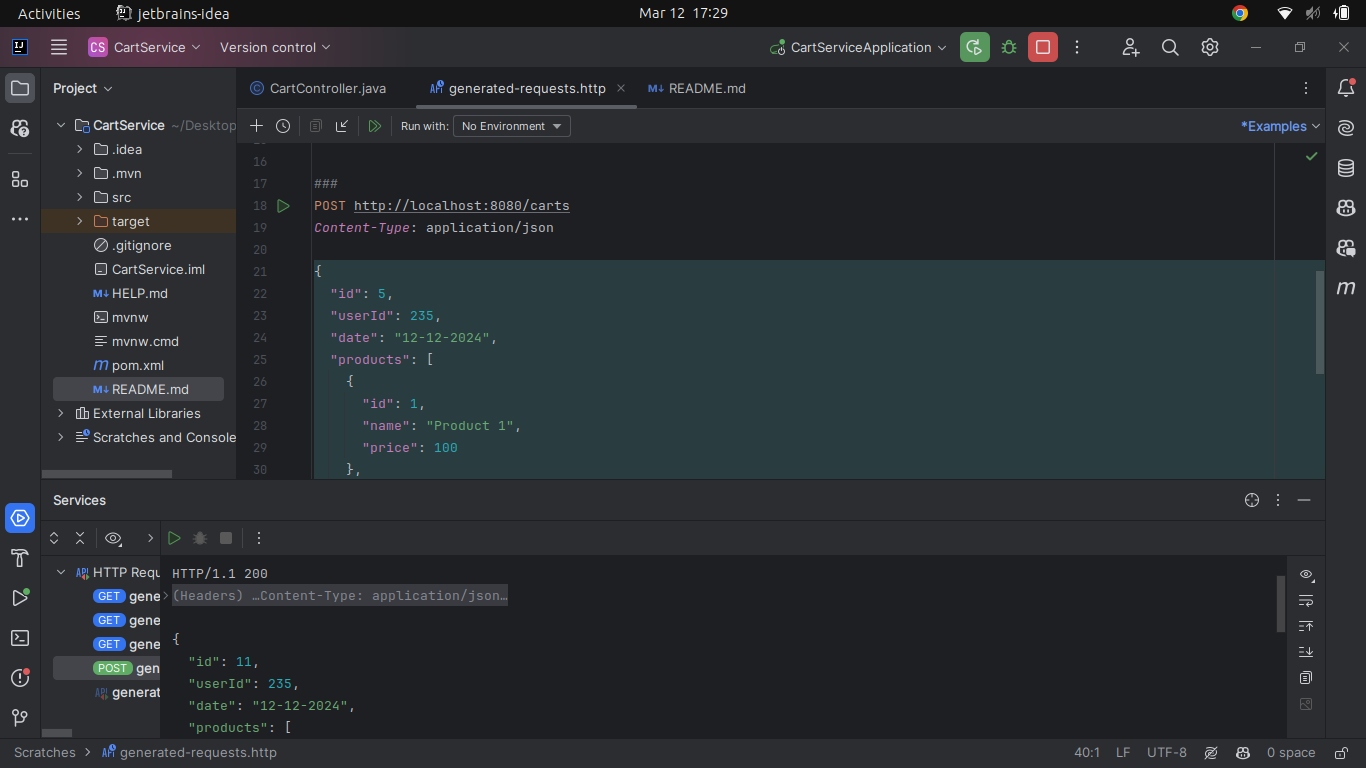 Activities jetbrains-idea Mar 12 17:29
IJ CS CartService Version control CartServiceApplication
Project CartController.java generated-requests.http README.md
CartService ~/Desktop Run with: No Environment *Examples
.idea
.mvn
src
target
.gitignore
CartService.iml
HELP.md
mvnw
mvnw.cmd
pom.xml
README.md
External Libraries
Scratches and Console
16
17 ###
18 POST http://localhost:8080/carts
19 Content-Type: application/json
20
21 {
22 "id": 5,
23 "userId": 235,
24 "date": "12-12-2024",
25 "products": [
26 {
27 "id": 1,
28 "name": "Product 1",
29 "price": 100
30 },
Services
HTTP Requ
GET gene
GET gene
GET gene
POST gen
API generat
HTTP/1.1 200
(Headers) …Content-Type: application/json…
{
"id": 11,
"userId": 235,
"date": "12-12-2024",
"products": [
Scratches generated-requests.http 40:1 LF UTF-8 0 space